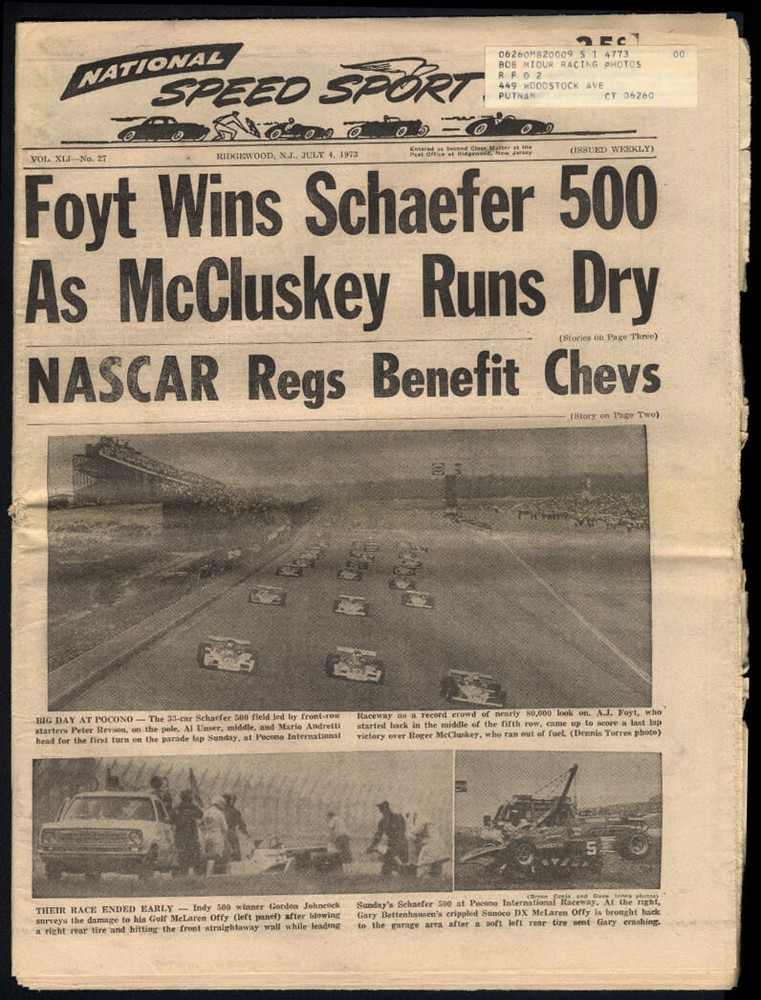 NATIONAL
SPEED SPORT
25¢
06260MB20009 S 1 4773 00
BOB HIOUR RACING PHOTOS
R F D 2
449 WOODSTOCK AVE
PUTNAM CT 06260
VOL. XLI—No. 27
RIDGEWOOD, N.J., JULY 4, 1973
Entered as Second Class Matter at the
Post Office at Ridgewood, New Jersey
(ISSUED WEEKLY)
Foyt Wins Schaefer 500
As McCluskey Runs Dry
(Stories on Page Three)
NASCAR Regs Benefit Chevs
(Story on Page Two)
BIG DAY AT POCONO — The 33-car Schaefer 500 field led by front-row
starters Peter Revson, on the pole, Al Unser, middle, and Mario Andretti
head for the first turn on the parade lap Sunday, at Pocono International
Raceway as a record crowd of nearly 80,000 look on. A.J. Foyt, who
started back in the middle of the fifth row, came up to score a last lap
victory over Roger McCluskey, who ran out of fuel. (Dennis Torres photo)
5
(Bruce Craig and Dave photos)
THEIR RACE ENDED EARLY — Indy 500 winner Gordon Johncock
surveys the damage to his Gulf McLaren Offy (left panel) after blowing
a right rear tire and hitting the front straightaway wall while leading
Sunday's Schaefer 500 at Pocono International Raceway. At the right,
Gary Bettenhausen's crippled Sunoco DX McLaren Offy is brought back
to the garage area after a soft left rear tire sent Gary crashing.